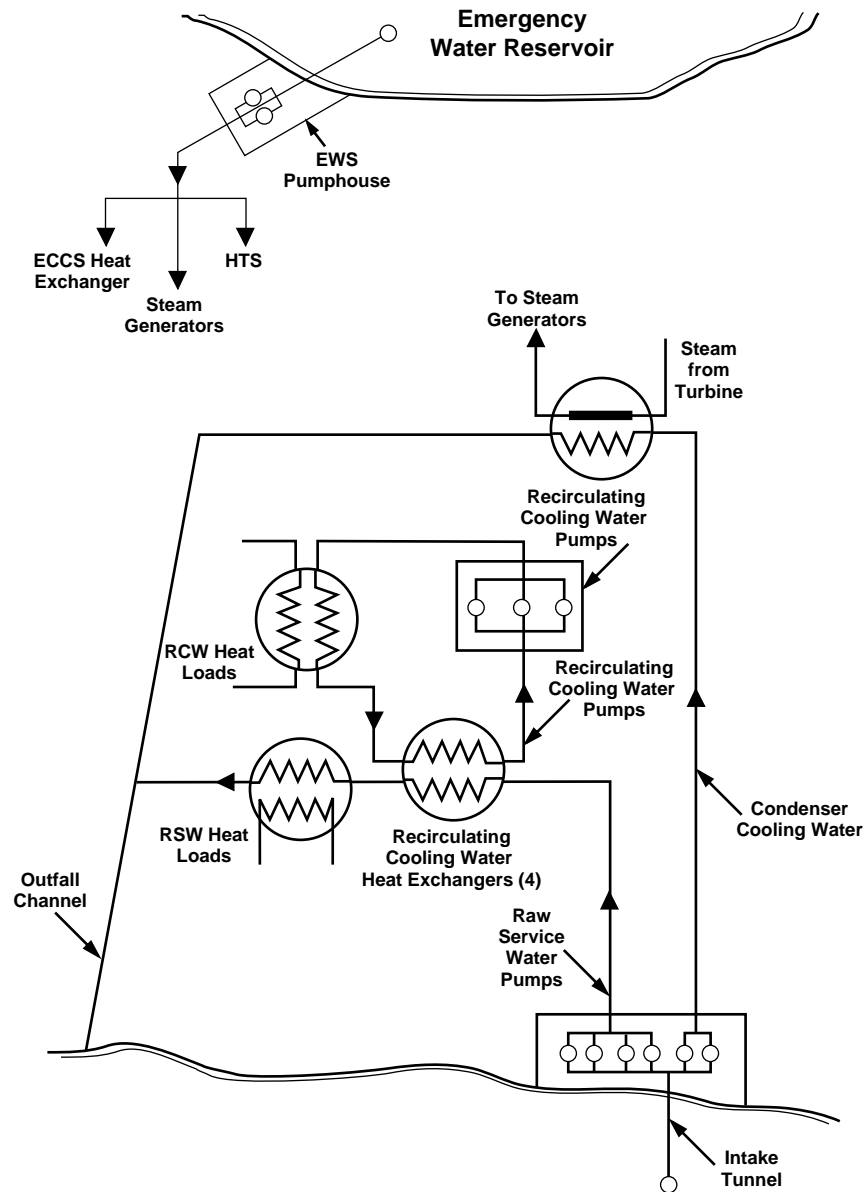 Emergency
Water Reservoir
EWS
Pumphouse
ECCS Heat
Exchanger
HTS
Steam
Generators
To Steam
Generators
Steam
from
Turbine
Recirculating
Cooling Water
Pumps
RCW Heat
Loads
Recirculating
Cooling Water
Pumps
RSW Heat
Loads
Recirculating
Cooling Water
Heat Exchangers (4)
Condenser
Cooling Water
Outfall
Channel
Raw
Service
Water
Pumps
Intake
Tunnel